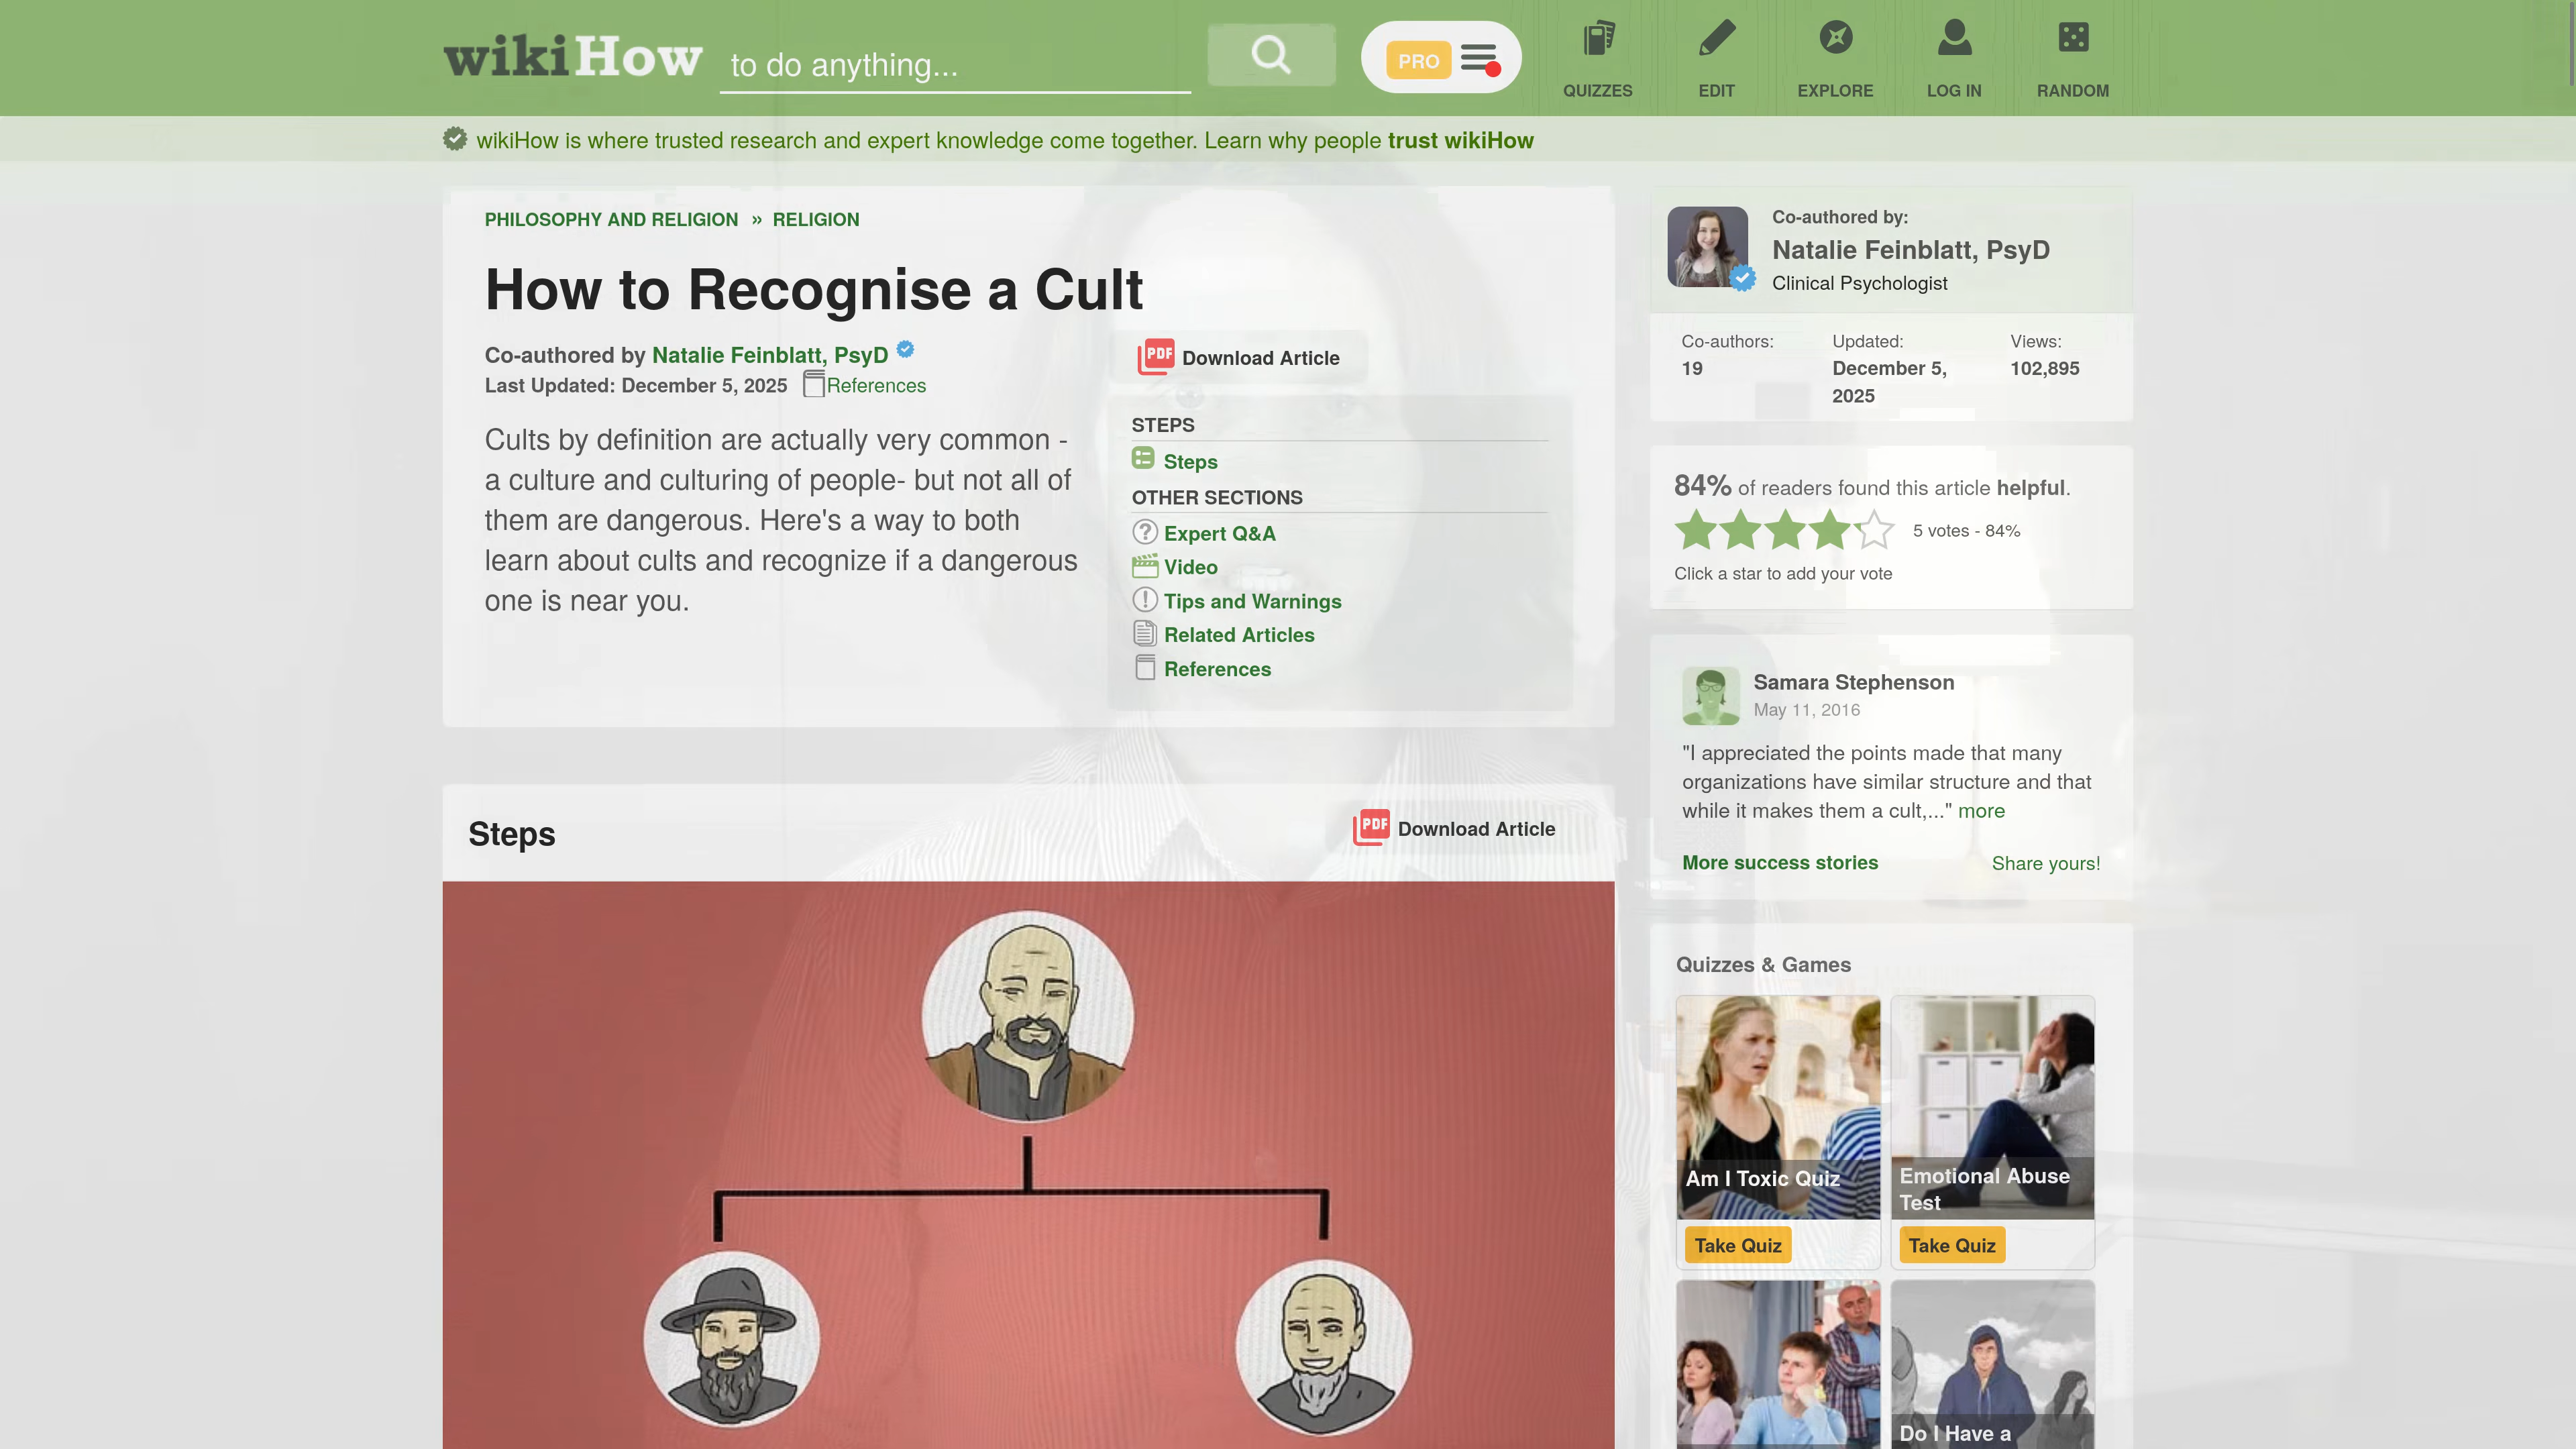 wikiHow to do anything...
PRO
QUIZZES
EDIT
EXPLORE
LOG IN
RANDOM
wikiHow is where trusted research and expert knowledge come together. Learn why people trust wikiHow
PHILOSOPHY AND RELIGION » RELIGION
How to Recognise a Cult
Co-authored by Natalie Feinblatt, PsyD
Last Updated: December 5, 2025 References
Cults by definition are actually very common -
a culture and culturing of people- but not all of
them are dangerous. Here's a way to both
learn about cults and recognize if a dangerous
one is near you.
PDF Download Article
STEPS
Steps
OTHER SECTIONS
Expert Q&A
Video
Tips and Warnings
Related Articles
References
Steps
PDF Download Article
Co-authored by:
Natalie Feinblatt, PsyD
Clinical Psychologist
Co-authors:
19
Updated:
December 5,
2025
Views:
102,895
84% of readers found this article helpful.
5 votes - 84%
Click a star to add your vote
Samara Stephenson
May 11, 2016
"I appreciated the points made that many
organizations have similar structure and that
while it makes them a cult,..." more
More success stories
Share yours!
Quizzes & Games
Am I Toxic Quiz
Take Quiz
Emotional Abuse
Test
Take Quiz
Do I Have a